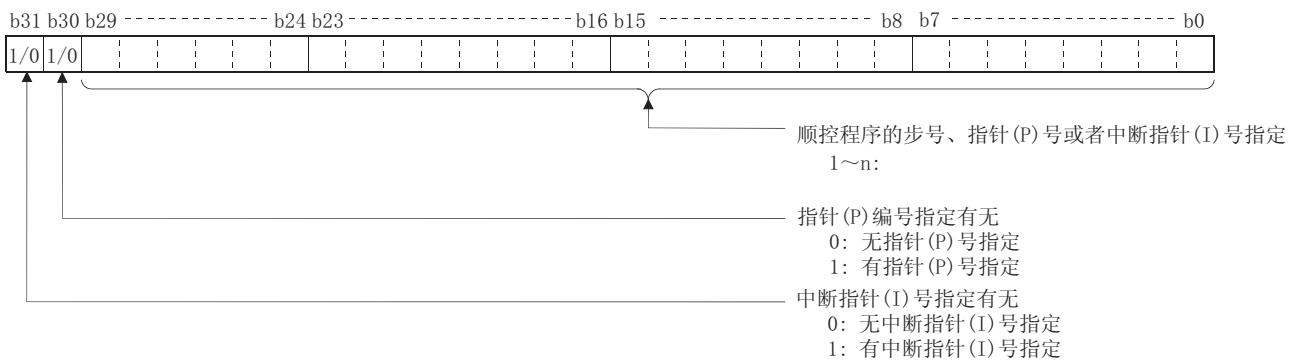 b31 b30 b29 b24 b23 b16 b15 b8 b7 b0
1/0 1/0
顺控程序的步号、指针(P)号或者中断指针(I)号指定
1～n:
指针(P)编号指定有无
0: 无指针(P)号指定
1: 有指针(P)号指定
中断指针(I)号指定有无
0: 无中断指针(I)号指定
1: 有中断指针(I)号指定